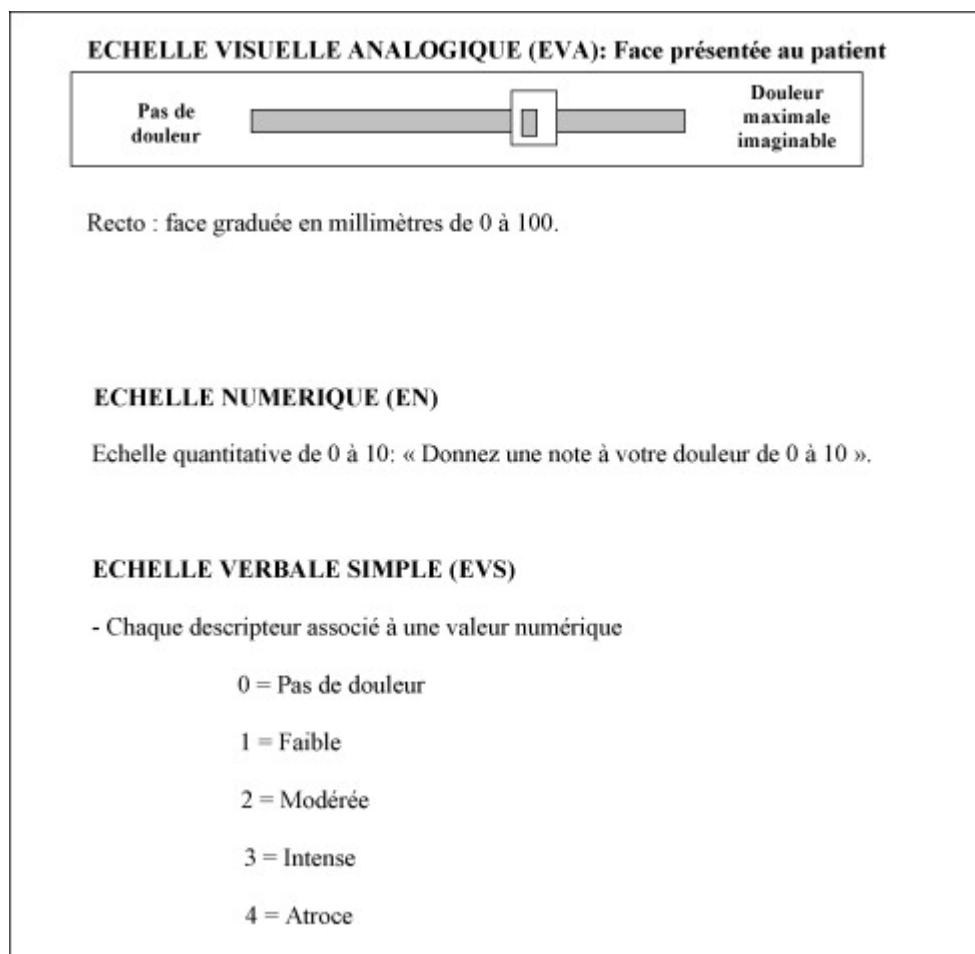 ECHELLE VISUELLE ANALOGIQUE (EVA): Face présentée au patient
Pas de
douleur
Douleur
maximale
imaginable
Recto : face graduée en millimètres de 0 à 100.
ECHELLE NUMERIQUE (EN)
Echelle quantitative de 0 à 10: « Donnez une note à votre douleur de 0 à 10 ».
ECHELLE VERBALE SIMPLE (EVS)
- Chaque descripteur associé à une valeur numérique
0 = Pas de douleur
1 = Faible
2 = Modérée
3 = Intense
4 = Atroce